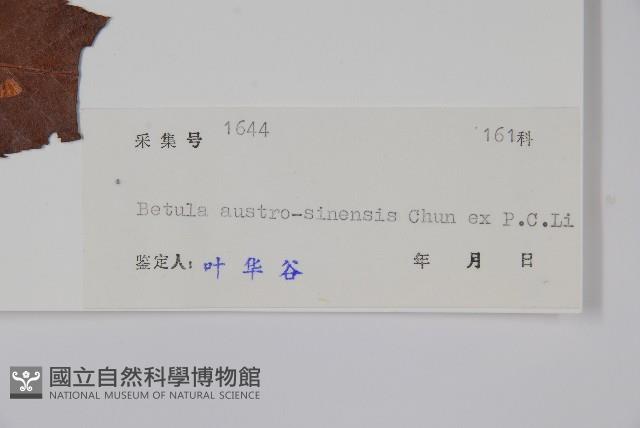 采集号 1644 161科
Betula austro-sinensis Chun ex P.C.Li
鉴定人: 叶华谷 年 月 日
國立自然科學博物館
NATIONAL MUSEUM OF NATURAL SCIENCE